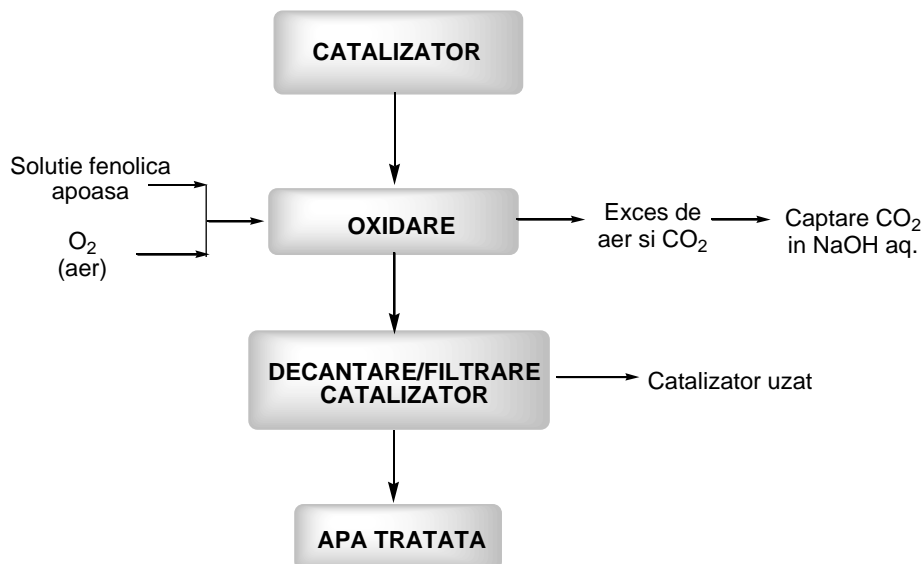 CATALIZATOR
Solutie fenolica
apoasa
O₂
(aer)
OXIDARE
Exces de
aer si CO₂
Captare CO₂
in NaOH aq.
DECANTARE/FILTRARE
CATALIZATOR
Catalizator uzat
APA TRATATA